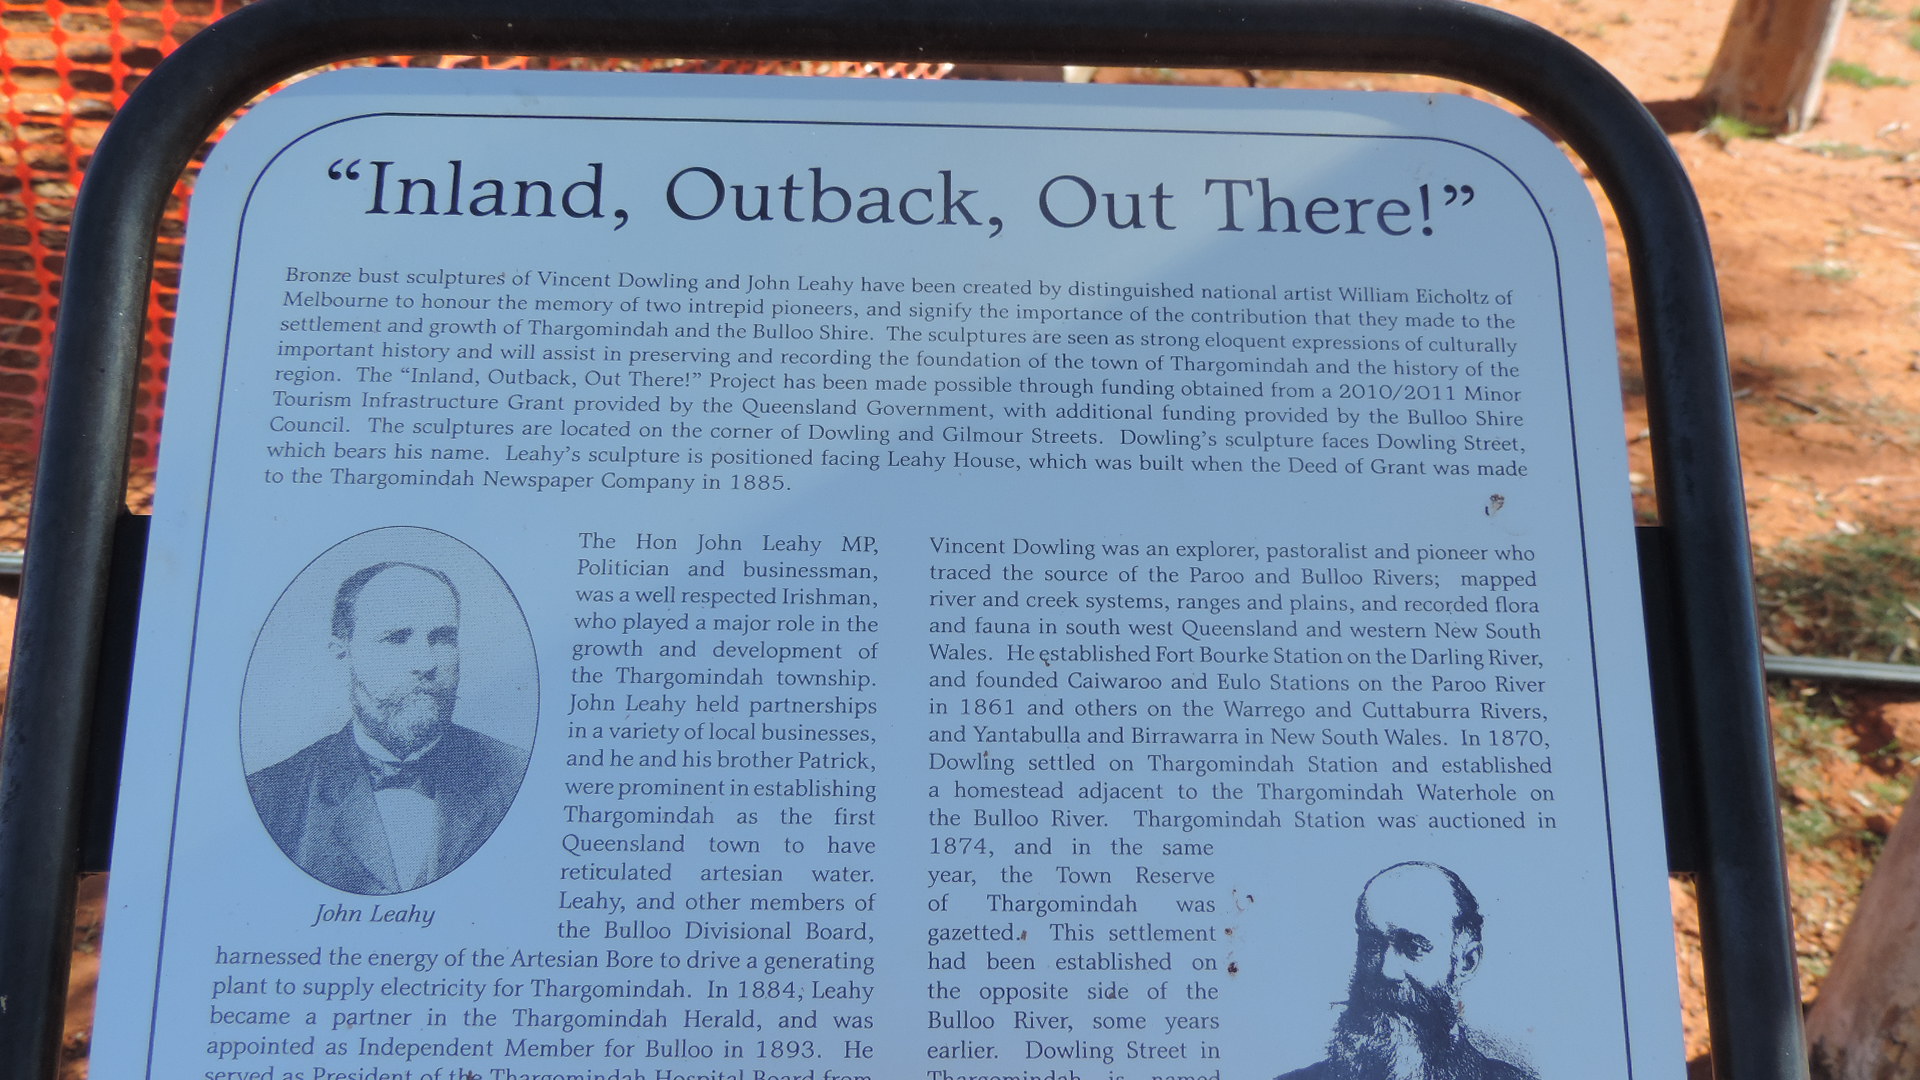 “Inland, Outback, Out There!”
Bronze bust sculptures of Vincent Dowling and John Leahy have been created by distinguished national artist William Eicholtz of
Melbourne to honour the memory of two intrepid pioneers, and signify the importance of the contribution that they made to the
settlement and growth of Thargomindah and the Bulloo Shire. The sculptures are seen as strong eloquent expressions of culturally
important history and will assist in preserving and recording the foundation of the town of Thargomindah and the history of the
region. The “Inland, Outback, Out There!” Project has been made possible through funding obtained from a 2010/2011 Minor
Tourism Infrastructure Grant provided by the Queensland Government, with additional funding provided by the Bulloo Shire
Council. The sculptures are located on the corner of Dowling and Gilmour Streets. Dowling’s sculpture faces Dowling Street,
which bears his name. Leahy’s sculpture is positioned facing Leahy House, which was built when the Deed of Grant was made
to the Thargomindah Newspaper Company in 1885.
The Hon John Leahy MP,
Politician and businessman,
was a well respected Irishman,
who played a major role in the
growth and development of
the Thargomindah township.
John Leahy held partnerships
in a variety of local businesses,
and he and his brother Patrick,
were prominent in establishing
Thargomindah as the first
Queensland town to have
reticulated artesian water.
Leahy, and other members of
the Bulloo Divisional Board,
John Leahy
harnessed the energy of the Artesian Bore to drive a generating
plant to supply electricity for Thargomindah. In 1884, Leahy
became a partner in the Thargomindah Herald, and was
appointed as Independent Member for Bulloo in 1893. He
served as President of the Thargomindah Hospital Board from
Vincent Dowling was an explorer, pastoralist and pioneer who
traced the source of the Paroo and Bulloo Rivers; mapped
river and creek systems, ranges and plains, and recorded flora
and fauna in south west Queensland and western New South
Wales. He established Fort Bourke Station on the Darling River,
and founded Caiwaroo and Eulo Stations on the Paroo River
in 1861 and others on the Warrego and Cuttaburra Rivers,
and Yantabulla and Birrawarra in New South Wales. In 1870,
Dowling settled on Thargomindah Station and established
a homestead adjacent to the Thargomindah Waterhole on
the Bulloo River. Thargomindah Station was auctioned in
1874, and in the same
year, the Town Reserve
of Thargomindah was
gazetted. This settlement
had been established on
the opposite side of the
Bulloo River, some years
earlier. Dowling Street in
Thargomindah is named